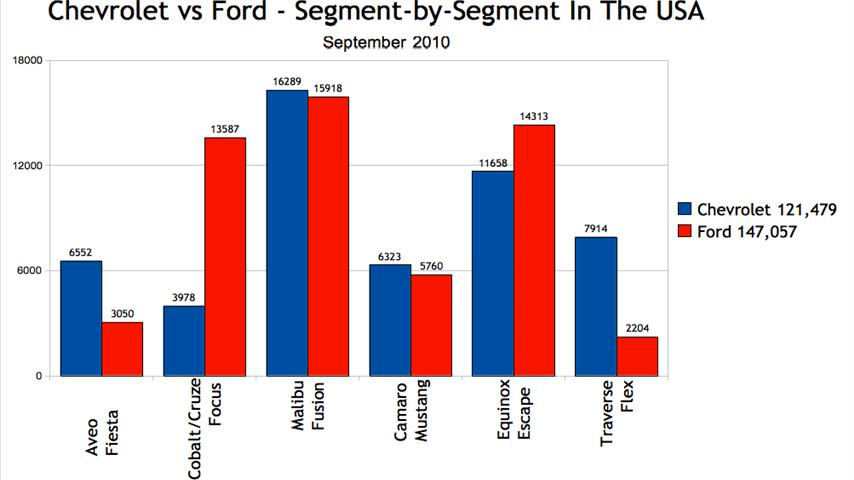 Chevrolet vs Ford - Segment-by-Segment In The USA
September 2010
18000
12000
6000
0
6552
3050
3978
13587
16289
15918
6323
5760
11658
14313
7914
2204
Aveo
Fiesta
Cobalt/Cruze
Focus
Malibu
Fusion
Camaro
Mustang
Equinox
Escape
Traverse
Flex
Chevrolet 121,479
Ford 147,057